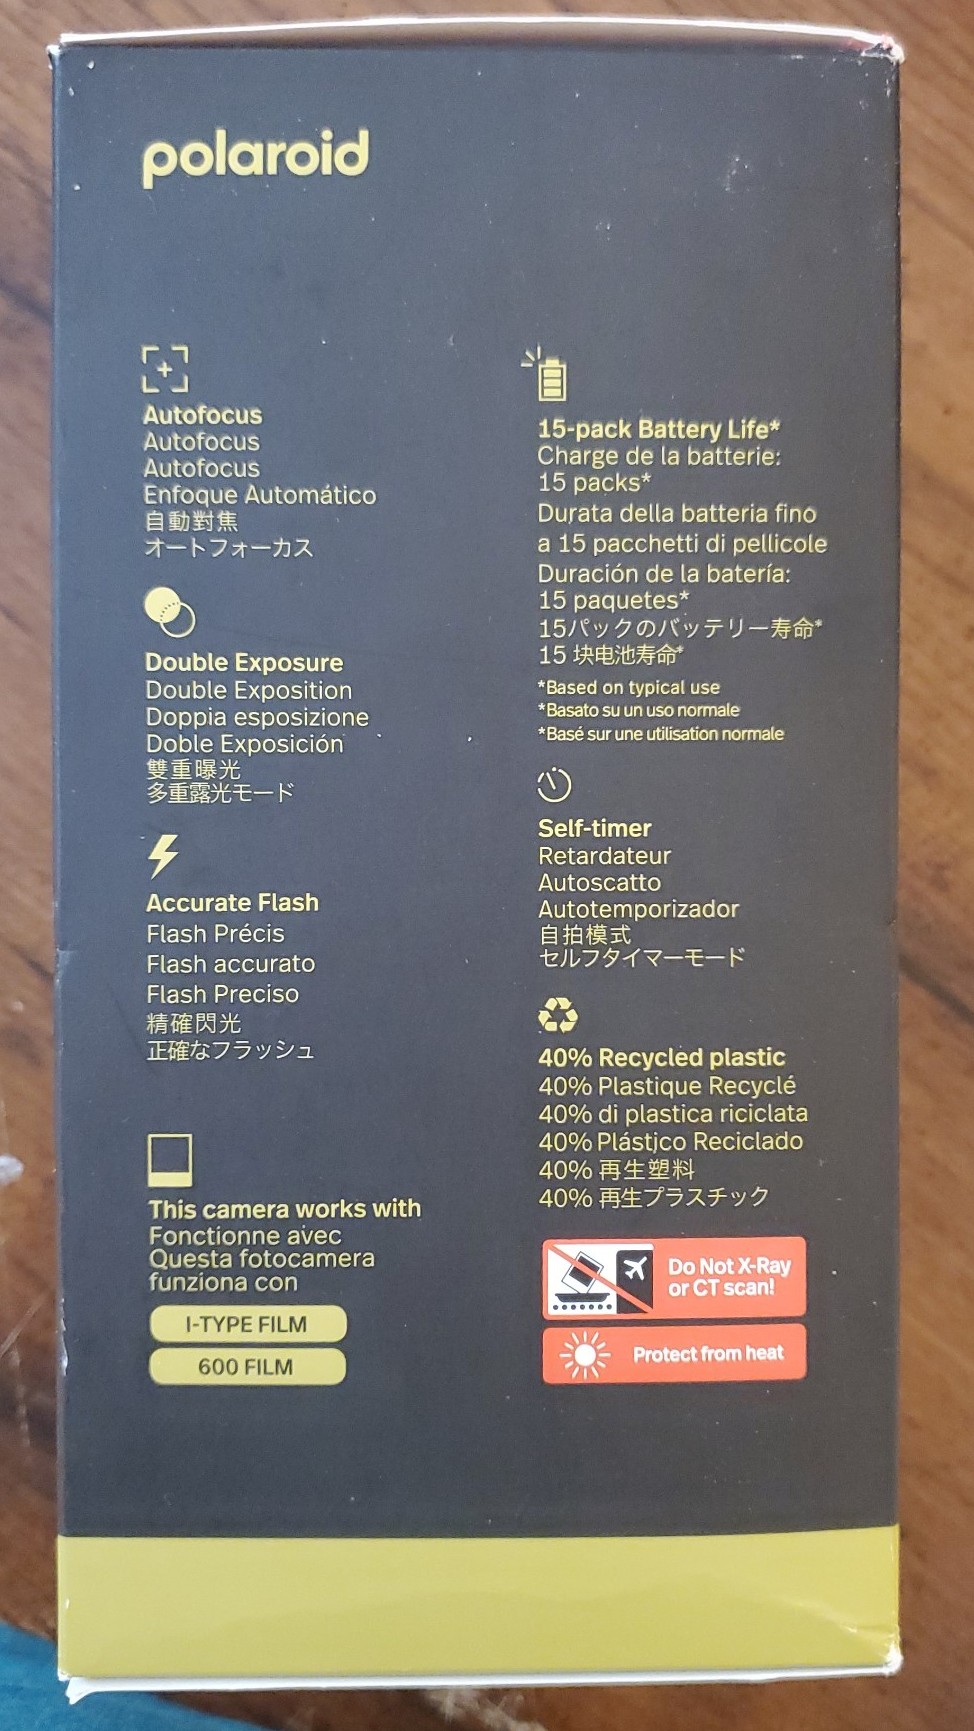 polaroid
Autofocus
Autofocus
Autofocus
Enfoque Automático
自動對焦
オートフォーカス
Double Exposure
Double Exposition
Doppia esposizione
Doble Exposición
雙重曝光
多重露光モード
Accurate Flash
Flash Précis
Flash accurato
Flash Preciso
精確閃光
正確なフラッシュ
This camera works with
Fonctionne avec
Questa fotocamera
funziona con
I-TYPE FILM
600 FILM
15-pack Battery Life*
Charge de la batterie:
15 packs*
Durata della batteria fino
a 15 pacchetti di pellicole
Duración de la batería:
15 paquetes*
15パックのバッテリー寿命*
15 块电池寿命*
*Based on typical use
*Basato su un uso normale
*Basé sur une utilisation normale
Self-timer
Retardateur
Autoscatto
Autotemporizador
自拍模式
セルフタイマーモード
40% Recycled plastic
40% Plastique Recyclé
40% di plastica riciclata
40% Plástico Reciclado
40% 再生塑料
40% 再生プラスチック
Do Not X-Ray
or CT scan!
Protect from heat